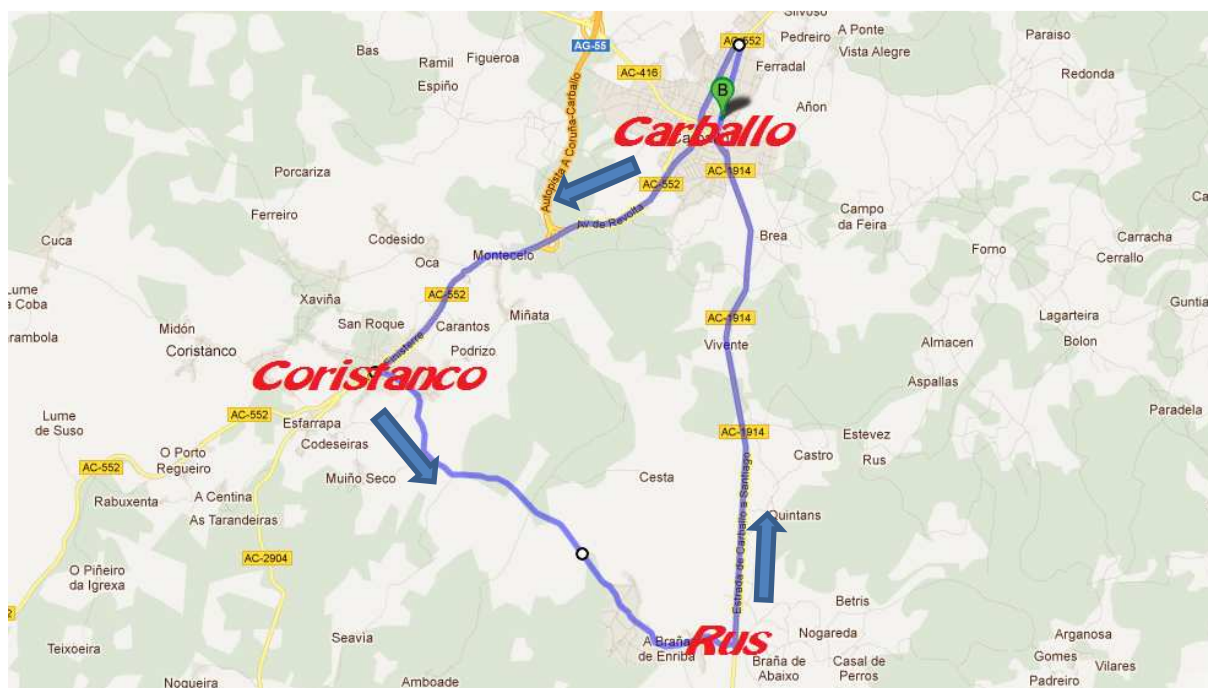 Silvoso
Pedreiro
A Ponte
Vista Alegre
Paraiso
Bas
Ramil
Figueroa
Espiño
AG-55
AC-552
Ferradal
AC-416
Redonda
B
Añon
Carballo
Autopista A Coruña-Carballo
Porcariza
AC-552
AC-1914
Ferreiro
Campo
da Feira
Av de Revolta
Brea
Cuca
Codesido
Oca
Montecelo
Forno
Carracha
Cerrallo
Lume
a Coba
Xaviña
AC-552
Guntia
arambola
Midón
Coristanco
San Roque
Carantos
Miñata
Podrizo
AC-1914
Vivente
Lagarteira
Bolon
Almacen
Finisterre
Coristanco
Aspallas
Lume
de Suso
AC-552
Esfarrapa
Codeseiras
AC-1914
Paradela
Estevez
Rus
O Porto
Regueiro
AC-552
Castro
Rabuxenta
A Centina
As Tarandeiras
Muiño Seco
Cesta
Quintans
Estrada de Carballo a Santiago
AC-2904
O Piñeiro
da Igrexa
Betris
Teixoeira
Seavia
A Braña
de Enriba
Rus
Nogareda
Arganosa
Braña de
Abaixo
Casal de
Perros
Gomes
Vilares
Padreiro
Nogueira
Amboade